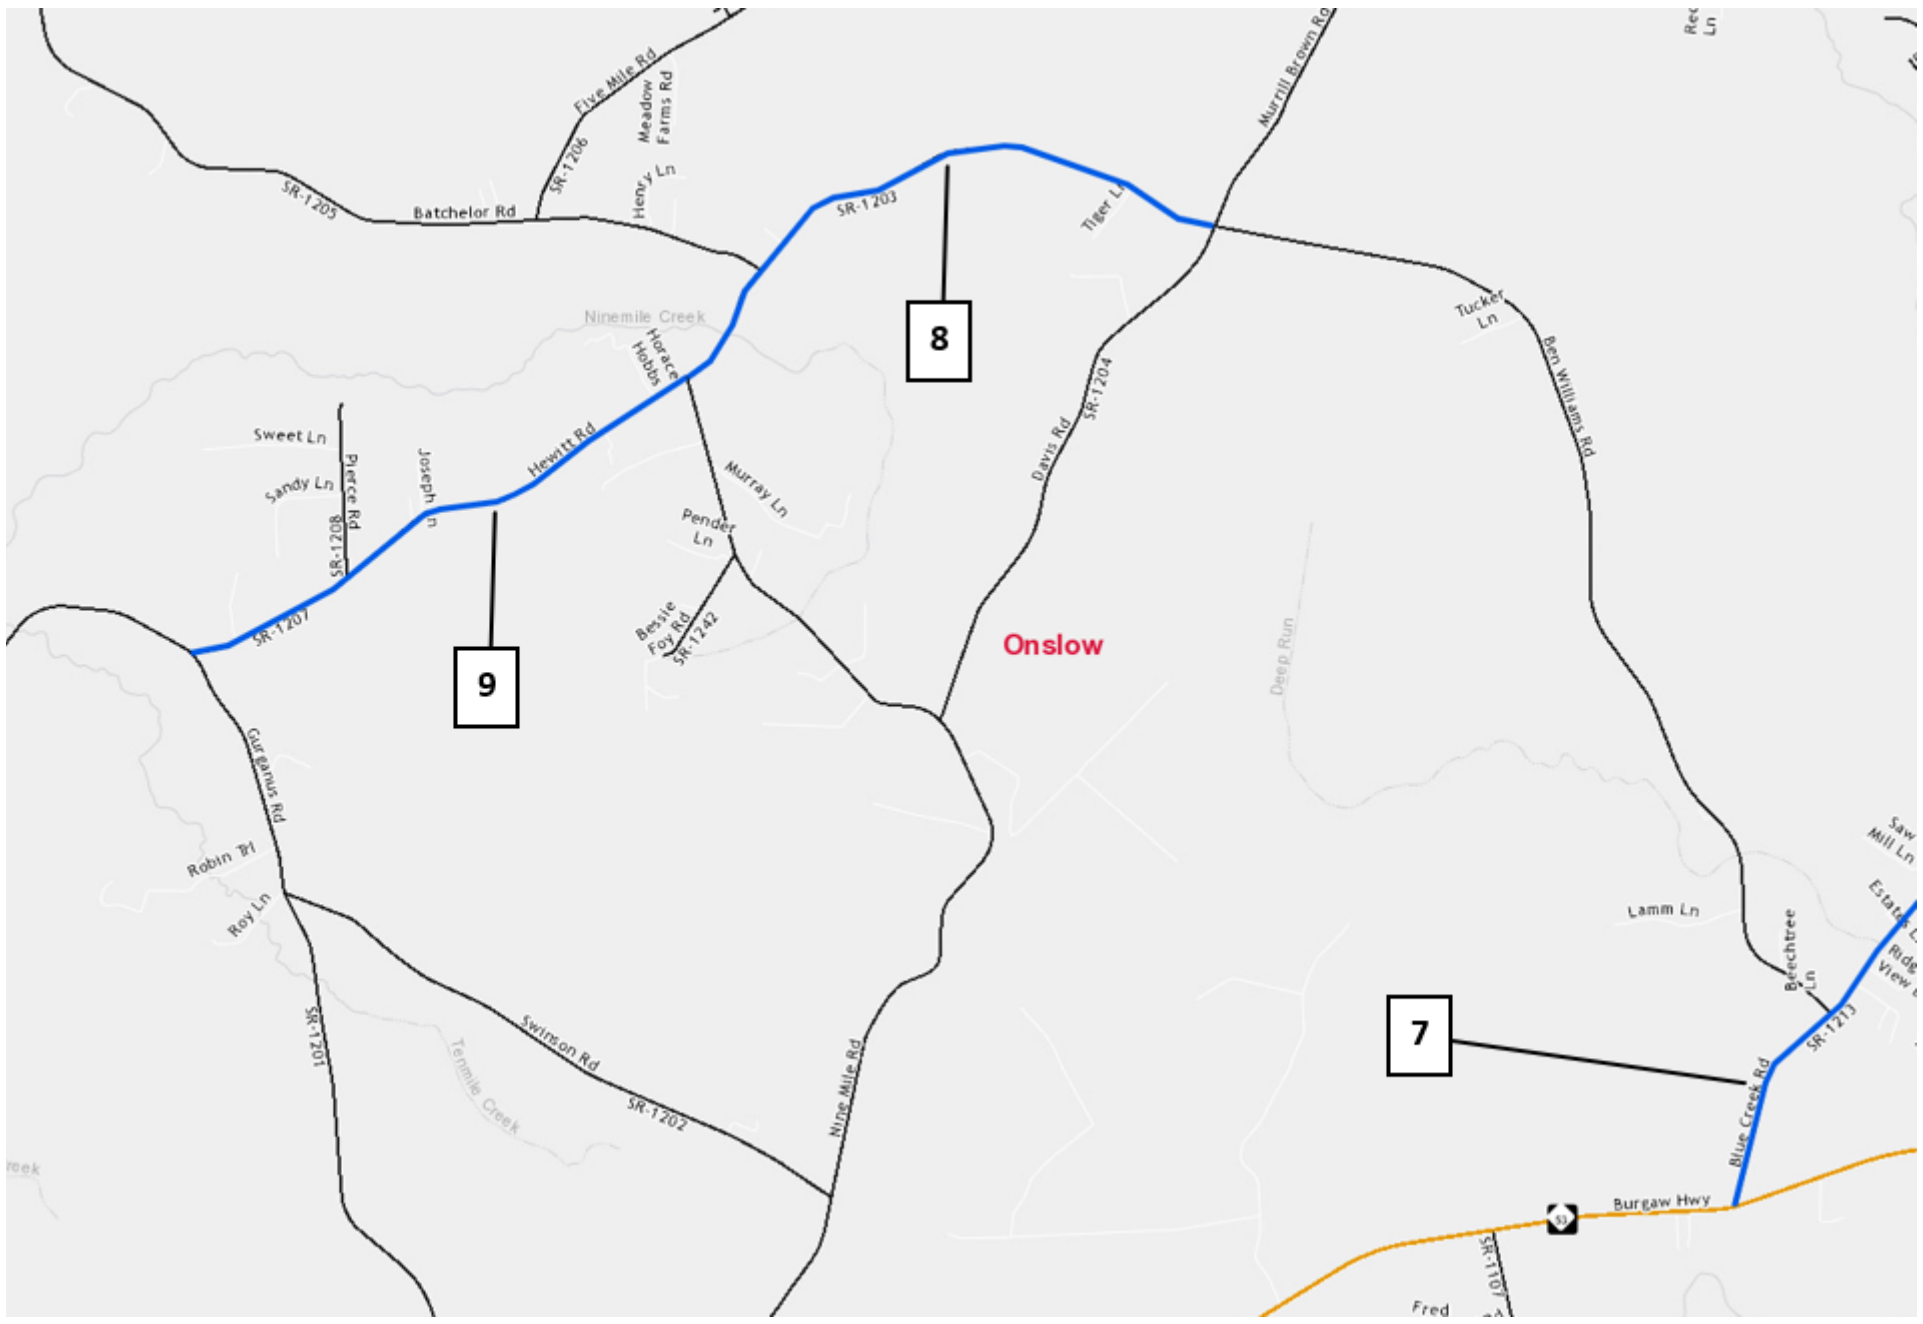 Rec
Ln
Murrill Brown Rd
Five Mile Rd
Meadow
Farms Rd
SR-1206
Henry Ln
SR-1205
Batchelor Rd
SR-1203
Tiger Ln
Ninemile Creek
Horace
Hobbs
8
Tucker
Ln
Ben Williams Rd
SR-1204
Davis Rd
Sweet Ln
Sandy Ln
Pierce Rd
SR-1208
Joseph Ln
Hewitt Rd
Murray Ln
Pender
Ln
SR-1207
Bessie
Foy Rd
SR-1242
Onslow
Deep Run
9
Gurganus Rd
Robin Trl
Roy Ln
Saw
Mill Ln
Estates L
Lamm Ln
Beechtree
Ln
Ridge
View
SR-1201
Swinson Rd
Tenmile Creek
SR-1202
Nine Mile Rd
7
SR-1213
Blue Creek Rd
reek
Burgaw Hwy
53
SR-1107
Fred